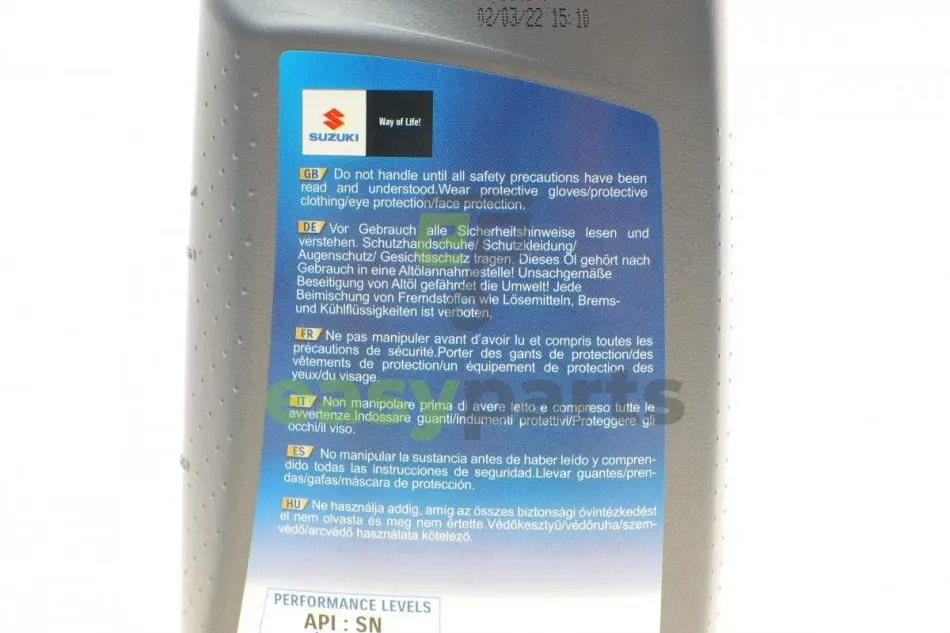 02/03/22 15:10
SUZUKI
Way of Life!
GB Do not handle until all safety precautions have been
read and understood.Wear protective gloves/protective
clothing/eye protection/face protection.
DE Vor Gebrauch alle Sicherheitshinweise lesen und
verstehen. Schutzhandschuhe/ Schutzkleidung/
Augenschutz/ Gesichtsschutz tragen. Dieses Öl gehört nach
Gebrauch in eine Altölannahmestelle! Unsachgemäße
Beseitigung von Altöl gefährdet die Umwelt! Jede
Beimischung von Fremdstoffen wie Lösemitteln, Brems-
und Kühlflüssigkeiten ist verboten.
FR Ne pas manipuler avant d'avoir lu et compris toutes les
précautions de sécurité.Porter des gants de protection/des
vêtements de protection/un équipement de protection des
yeux/du visage.
easyparts
IT Non manipolare prima di avere letto e compreso tutte le
avvertenze.Indossare guanti/indumenti protettivi/Proteggere gli
occhi/il viso.
ES No manipular la sustancia antes de haber leído y compren-
dido todas las instrucciones de seguridad.Llevar guantes/pren-
das/gafas/máscara de protección.
HU Ne használja addig, amíg az összes biztonsági óvintézkedést
el nem olvasta és meg nem értette.Védőkesztyű/védőruha/szem-
védő/arcvédő használata kötelező.
PERFORMANCE LEVELS
API : SN